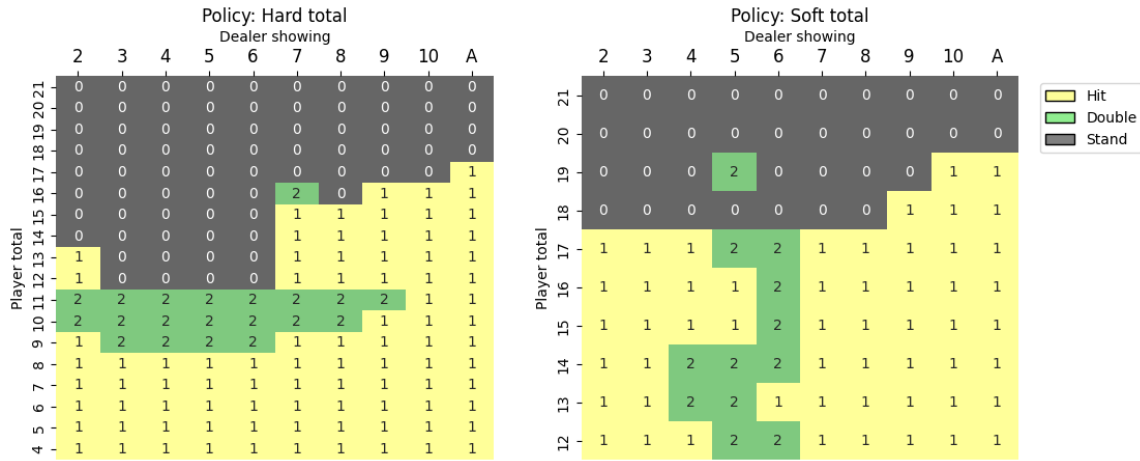 Policy: Hard total
Dealer showing
2 3 4 5 6 7 8 9 10 A
Player total
21 0 0 0 0 0 0 0 0 0 0
20 0 0 0 0 0 0 0 0 0 0
19 0 0 0 0 0 0 0 0 0 0
18 0 0 0 0 0 0 0 0 0 0
17 0 0 0 0 0 0 0 0 0 1
16 0 0 0 0 0 2 0 1 1 1
15 0 0 0 0 0 1 1 1 1 1
14 0 0 0 0 0 1 1 1 1 1
13 1 0 0 0 0 1 1 1 1 1
12 1 0 0 0 0 1 1 1 1 1
11 2 2 2 2 2 2 2 2 1 1
10 2 2 2 2 2 2 2 1 1 1
9 1 2 2 2 2 1 1 1 1 1
8 1 1 1 1 1 1 1 1 1 1
7 1 1 1 1 1 1 1 1 1 1
6 1 1 1 1 1 1 1 1 1 1
5 1 1 1 1 1 1 1 1 1 1
4 1 1 1 1 1 1 1 1 1 1
Policy: Soft total
Dealer showing
2 3 4 5 6 7 8 9 10 A
Player total
21 0 0 0 0 0 0 0 0 0 0
20 0 0 0 0 0 0 0 0 0 0
19 0 0 0 2 0 0 0 0 1 1
18 0 0 0 0 0 0 0 1 1 1
17 1 1 1 2 2 1 1 1 1 1
16 1 1 1 1 2 1 1 1 1 1
15 1 1 1 1 2 1 1 1 1 1
14 1 1 2 2 2 1 1 1 1 1
13 1 1 2 2 1 1 1 1 1 1
12 1 1 1 2 2 1 1 1 1 1
Hit
Double
Stand